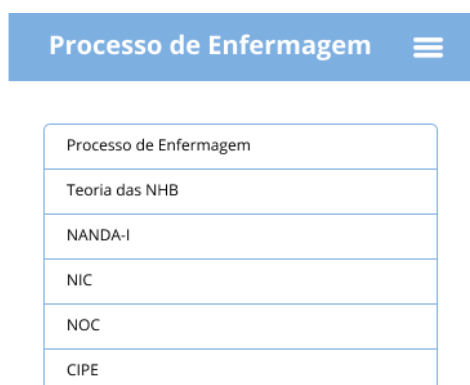 Processo de Enfermagem
Processo de Enfermagem
Teoria das NHB
NANDA-I
NIC
NOC
CIPE